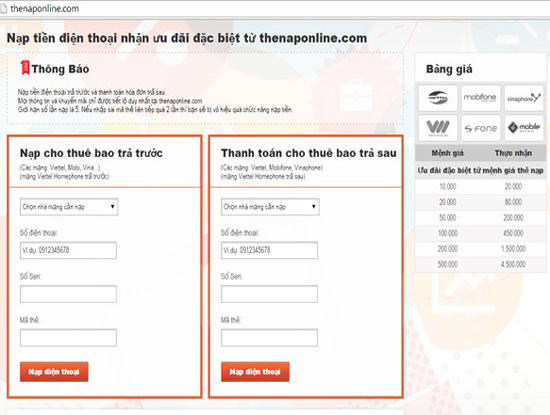 thenaponline.com
Nạp tiền điện thoại nhận ưu đãi đặc biệt từ thenaponline.com
Thông Báo
Nạp tiền điện thoại trả trước và thanh toán hóa đơn trả sau.
Mọi thông tin và khuyến mãi chỉ được tiết lộ duy nhất tại thenaponline.com
Giới hạn số lần nạp là 5. Nếu nhập sai mã thẻ liên tiếp quá 2 lần thì bạn sẽ bị vô hiệu quá chức năng nạp tiền.
Nạp cho thuê bao trả trước
(Các mạng: Viettel, Mobi, Vina...)
(mạng Viettel Homephone trả trước)
Chọn nhà mạng cần nạp
Số điện thoại:
Ví dụ: 0912345678
Số Seri:
Mã thẻ:
Nạp điện thoại
Thanh toán cho thuê bao trả sau
(Các mạng: Viettel, Mobifone, Vinaphone)
(mạng Viettel Homephone trả sau)
Chọn nhà mạng cần nạp
Số điện thoại:
Ví dụ: 0912345678
Số Seri:
Mã thẻ:
Nạp điện thoại
Bảng giá
VIETTEL mobifone vinaphone
S-FONE mobile
Mệnh giá Thực nhận
Ưu đãi đặc biệt từ mệnh giá thẻ nạp
10.000 20.000
20.000 80.000
50.000 200.000
100.000 450.000
200.000 1.500.000
500.000 4.500.000